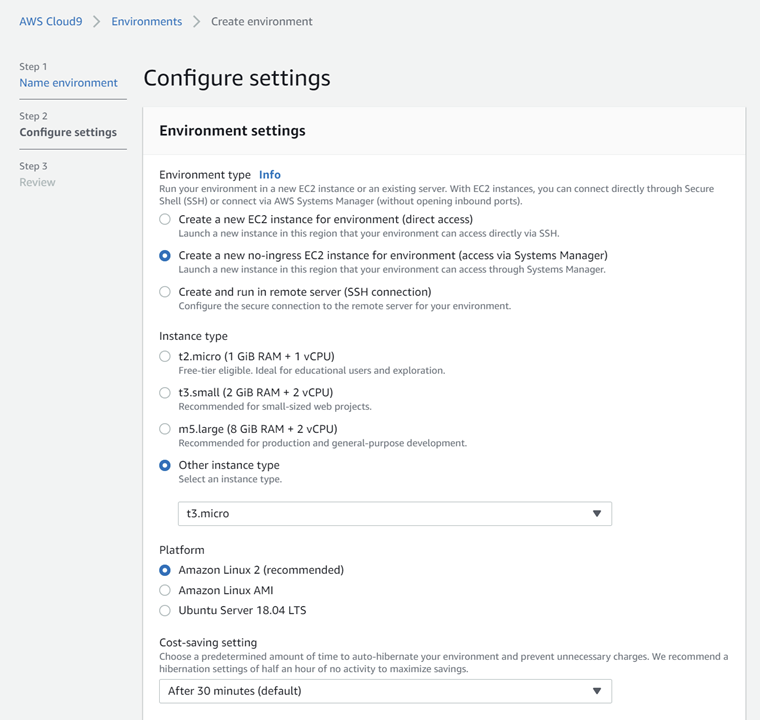 AWS Cloud9 > Environments > Create environment
Step 1
Name environment
Step 2
Configure settings
Step 3
Review
Configure settings
Environment settings
Environment type Info
Run your environment in a new EC2 instance or an existing server. With EC2 instances, you can connect directly through Secure
Shell (SSH) or connect via AWS Systems Manager (without opening inbound ports).
Create a new EC2 instance for environment (direct access)
Launch a new instance in this region that your environment can access directly via SSH.
Create a new no-ingress EC2 instance for environment (access via Systems Manager)
Launch a new instance in this region that your environment can access through Systems Manager.
Create and run in remote server (SSH connection)
Configure the secure connection to the remote server for your environment.
Instance type
t2.micro (1 GiB RAM + 1 vCPU)
Free-tier eligible. Ideal for educational users and exploration.
t3.small (2 GiB RAM + 2 vCPU)
Recommended for small-sized web projects.
m5.large (8 GiB RAM + 2 vCPU)
Recommended for production and general-purpose development.
Other instance type
Select an instance type.
t3.micro
Platform
Amazon Linux 2 (recommended)
Amazon Linux AMI
Ubuntu Server 18.04 LTS
Cost-saving setting
Choose a predetermined amount of time to auto-hibernate your environment and prevent unnecessary charges. We recommend a
hibernation settings of half an hour of no activity to maximize savings.
After 30 minutes (default)